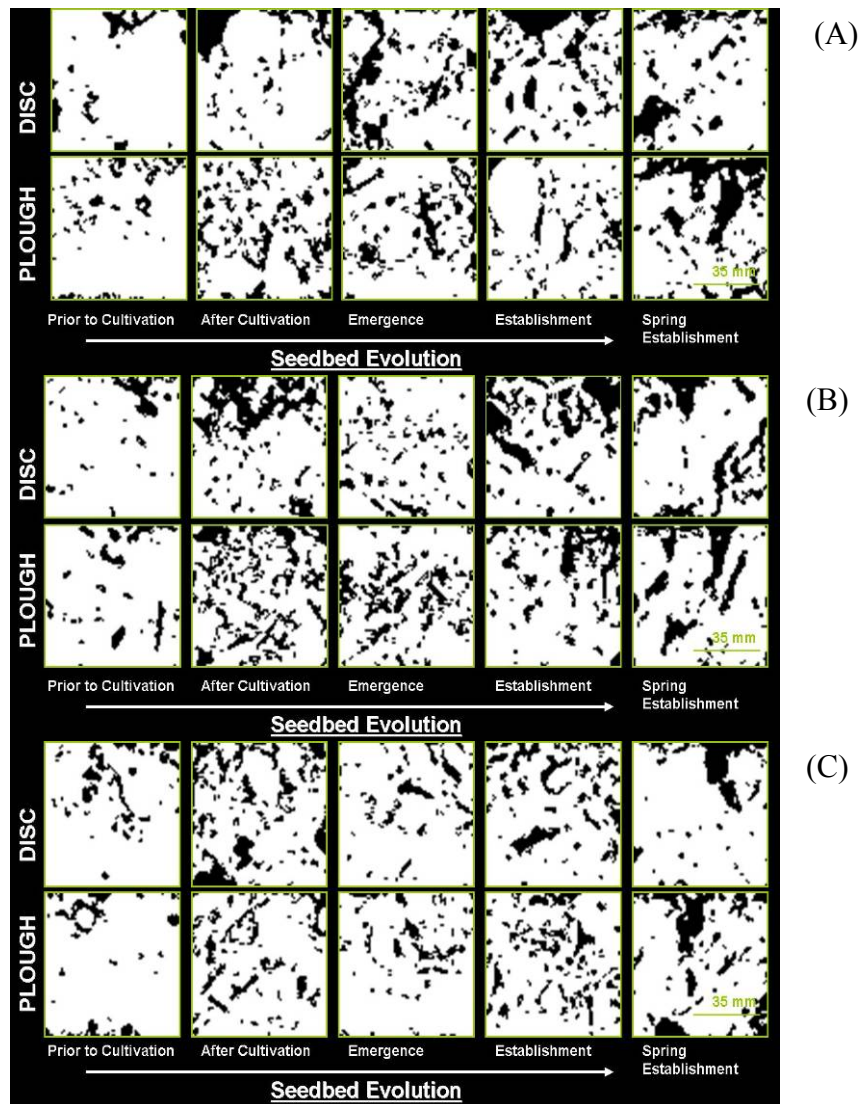 (A)
DISC
PLOUGH
35 mm
Prior to Cultivation After Cultivation Emergence Establishment Spring
Establishment
Seedbed Evolution
(B)
DISC
PLOUGH
35 mm
Prior to Cultivation After Cultivation Emergence Establishment Spring
Establishment
Seedbed Evolution
(C)
DISC
PLOUGH
35 mm
Prior to Cultivation After Cultivation Emergence Establishment Spring
Establishment
Seedbed Evolution